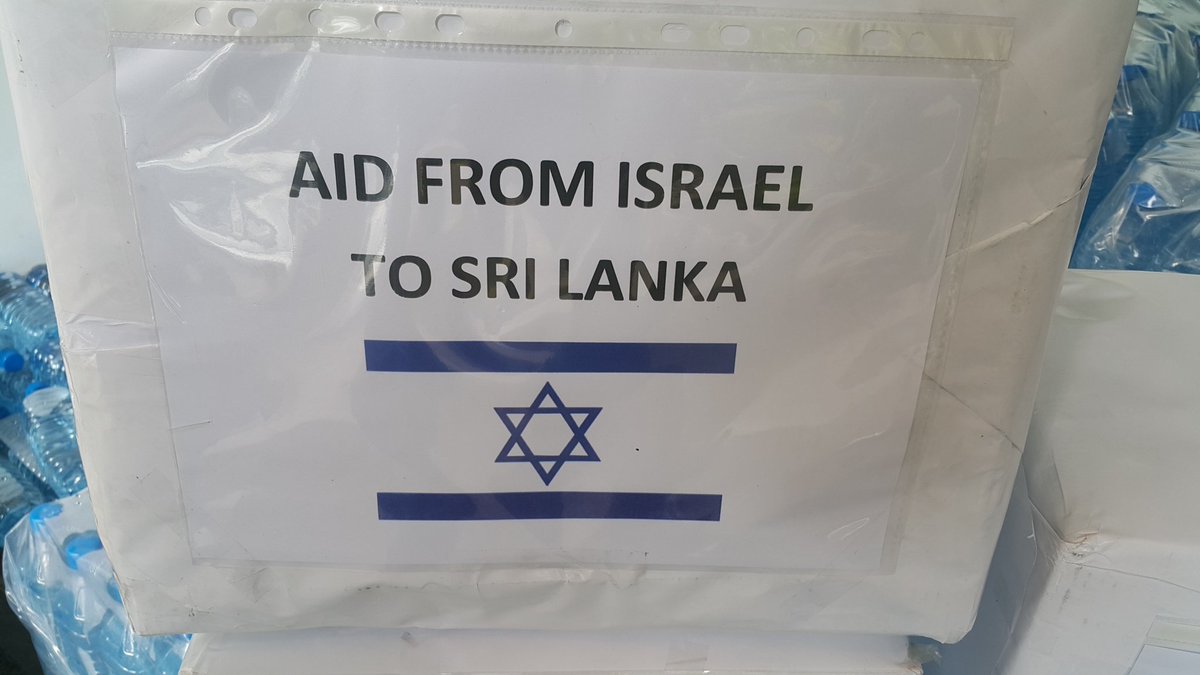 AID FROM ISRAEL
TO SRI LANKA